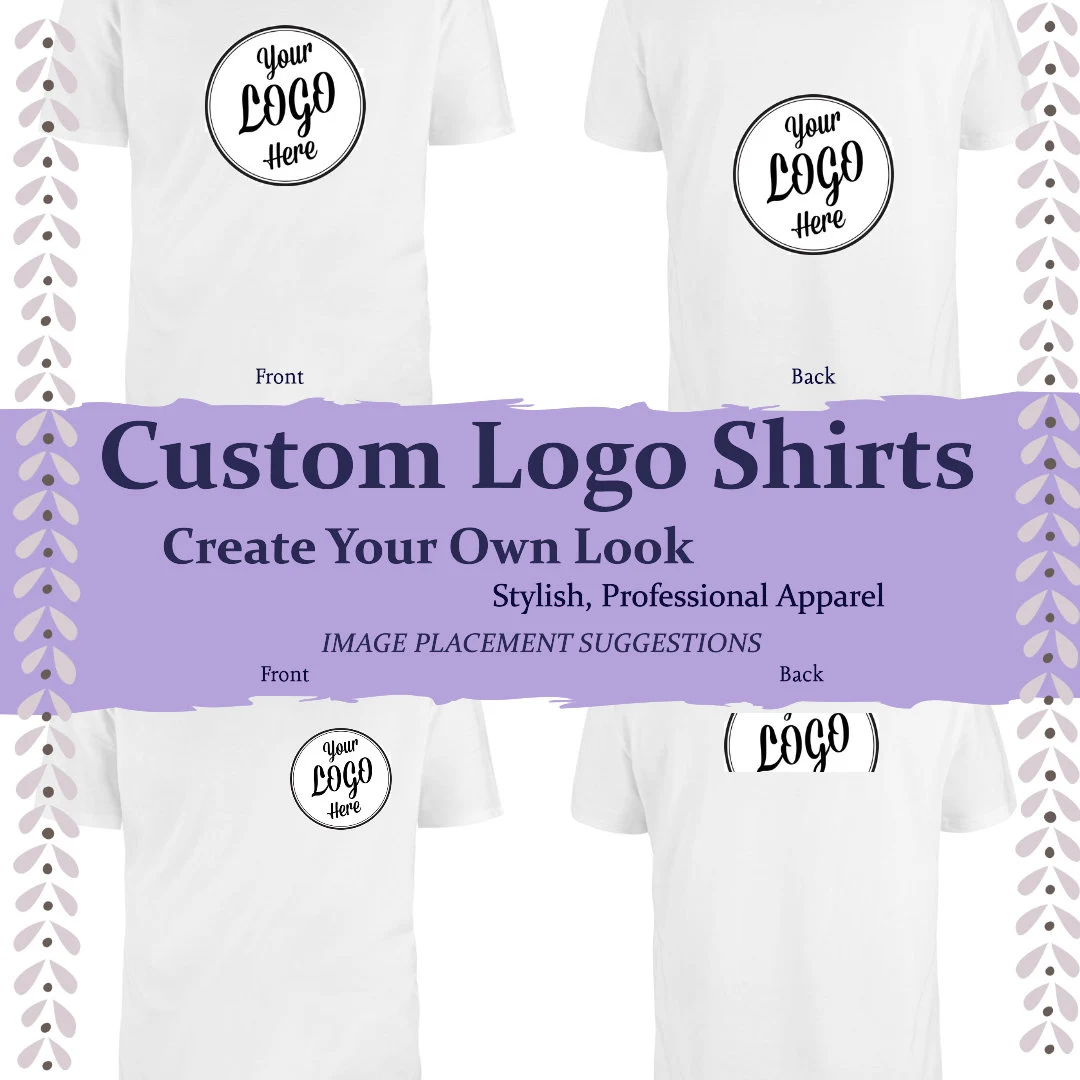 Your
LOGO
Here
Your
LOGO
Here
Front
Back
Custom Logo Shirts
Create Your Own Look
Stylish, Professional Apparel
IMAGE PLACEMENT SUGGESTIONS
Front
Back
Your
LOGO
Here
LOGO